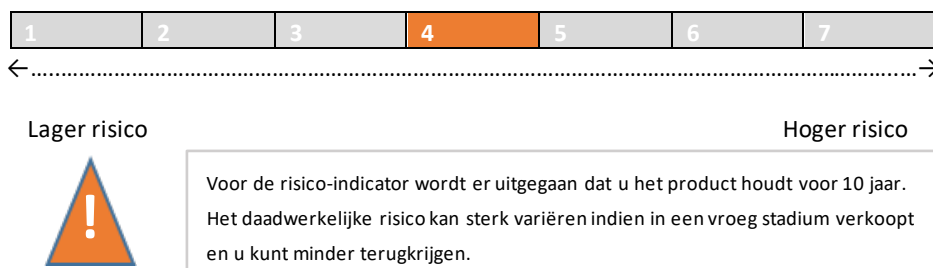 1 2 3 4 5 6 7
Lager risico Hoger risico
!
Voor de risico-indicator wordt er uitgegaan dat u het product houdt voor 10 jaar.
Het daadwerkelijke risico kan sterk variëren indien in een vroeg stadium verkoopt
en u kunt minder terugkrijgen.